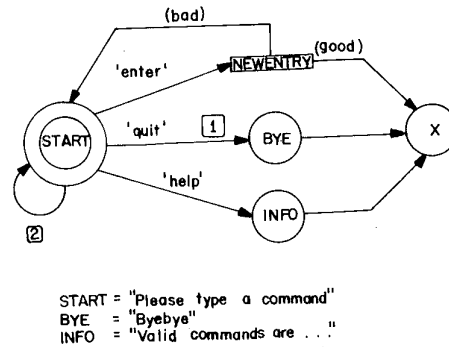 (bad)
'enter'
NEWENTRY
(good)
START
'quit'
1
BYE
X
'help'
INFO
2
START = "Please type a command"
BYE = "Byebye"
INFO = "Valid commands are ..."